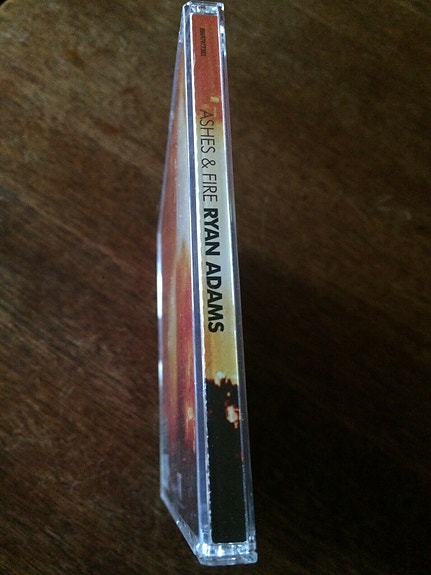 ASHES & FIRE RYAN ADAMS